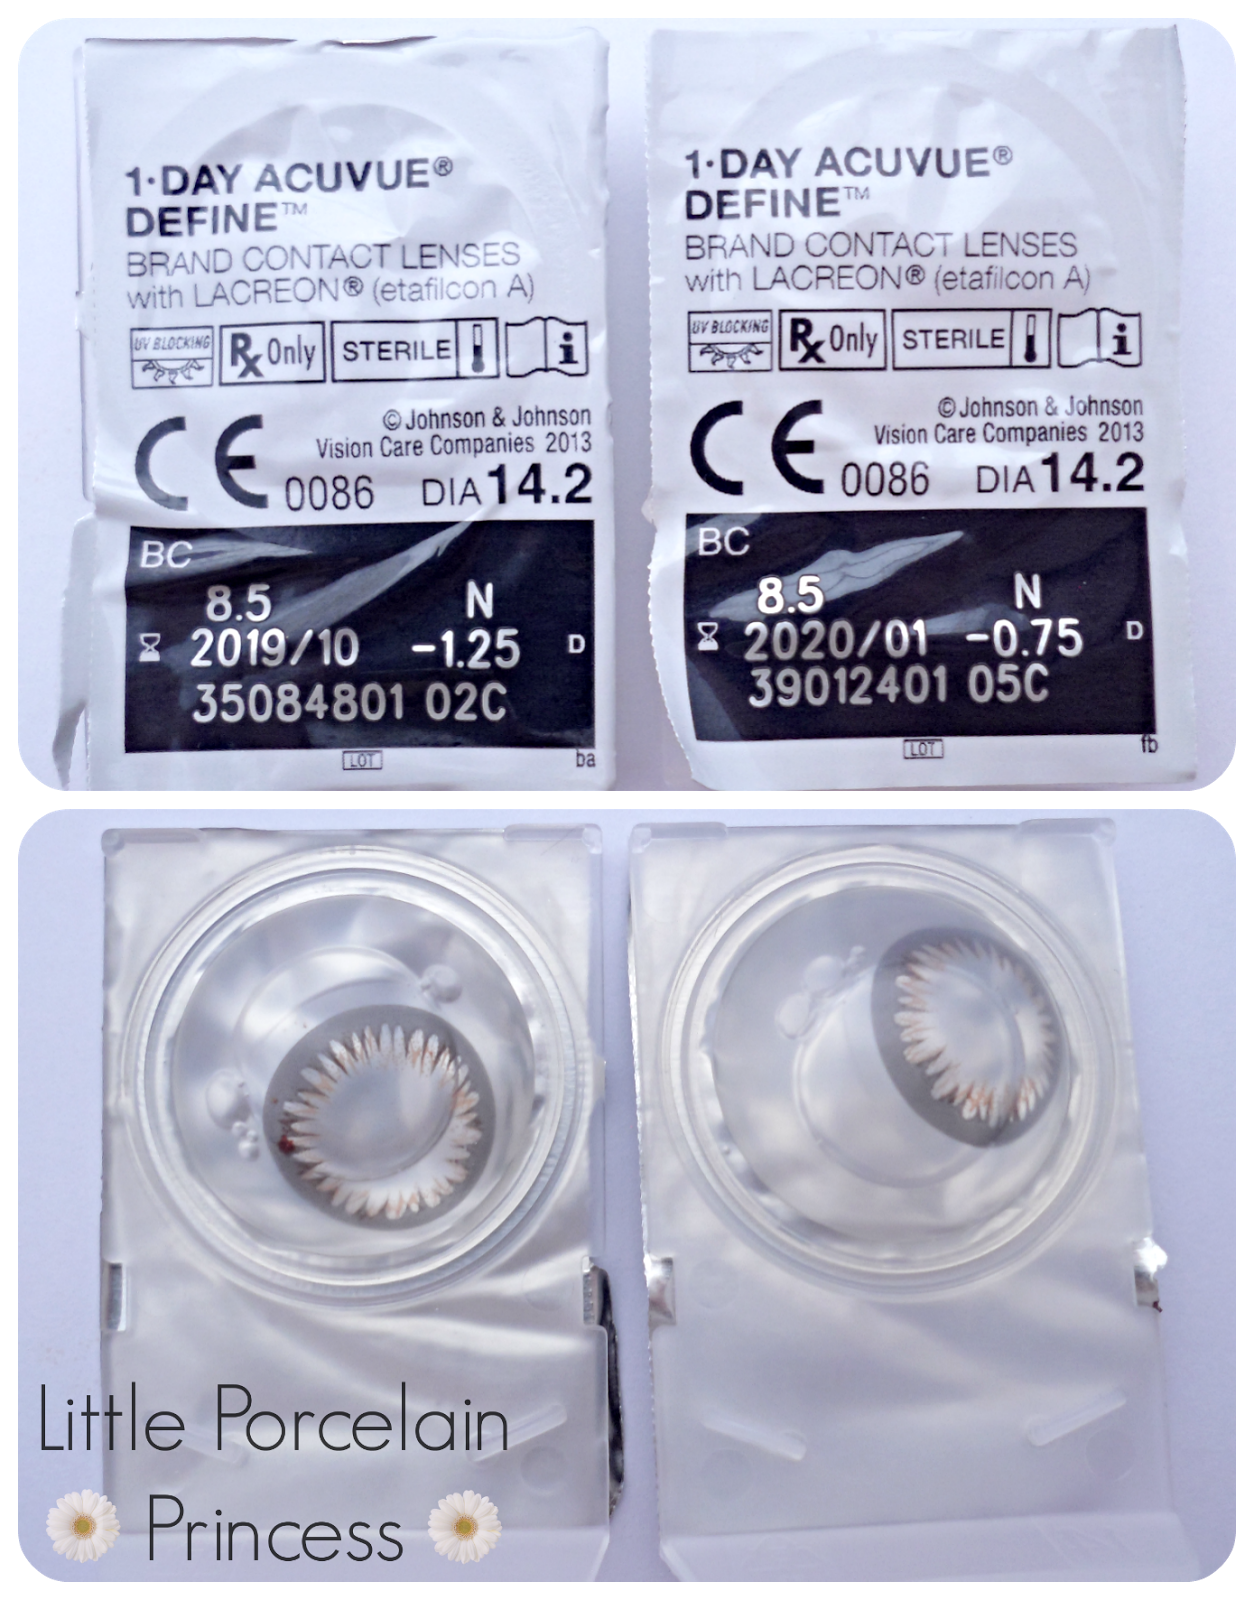 1·DAY ACUVUE®
DEFINE™
BRAND CONTACT LENSES
with LACREON® (etafilcon A)
UV BLOCKING
Rx Only
STERILE
i
© Johnson & Johnson
Vision Care Companies 2013
CE 0086 DIA 14.2
BC
8.5 N
2019/10 -1.25 D
35084801 02C
LOT
ba
1·DAY ACUVUE®
DEFINE™
BRAND CONTACT LENSES
with LACREON® (etafilcon A)
UV BLOCKING
Rx Only
STERILE
i
© Johnson & Johnson
Vision Care Companies 2013
CE 0086 DIA 14.2
BC
8.5 N
2020/01 -0.75 D
39012401 05C
LOT
fb
Little Porcelain
Princess